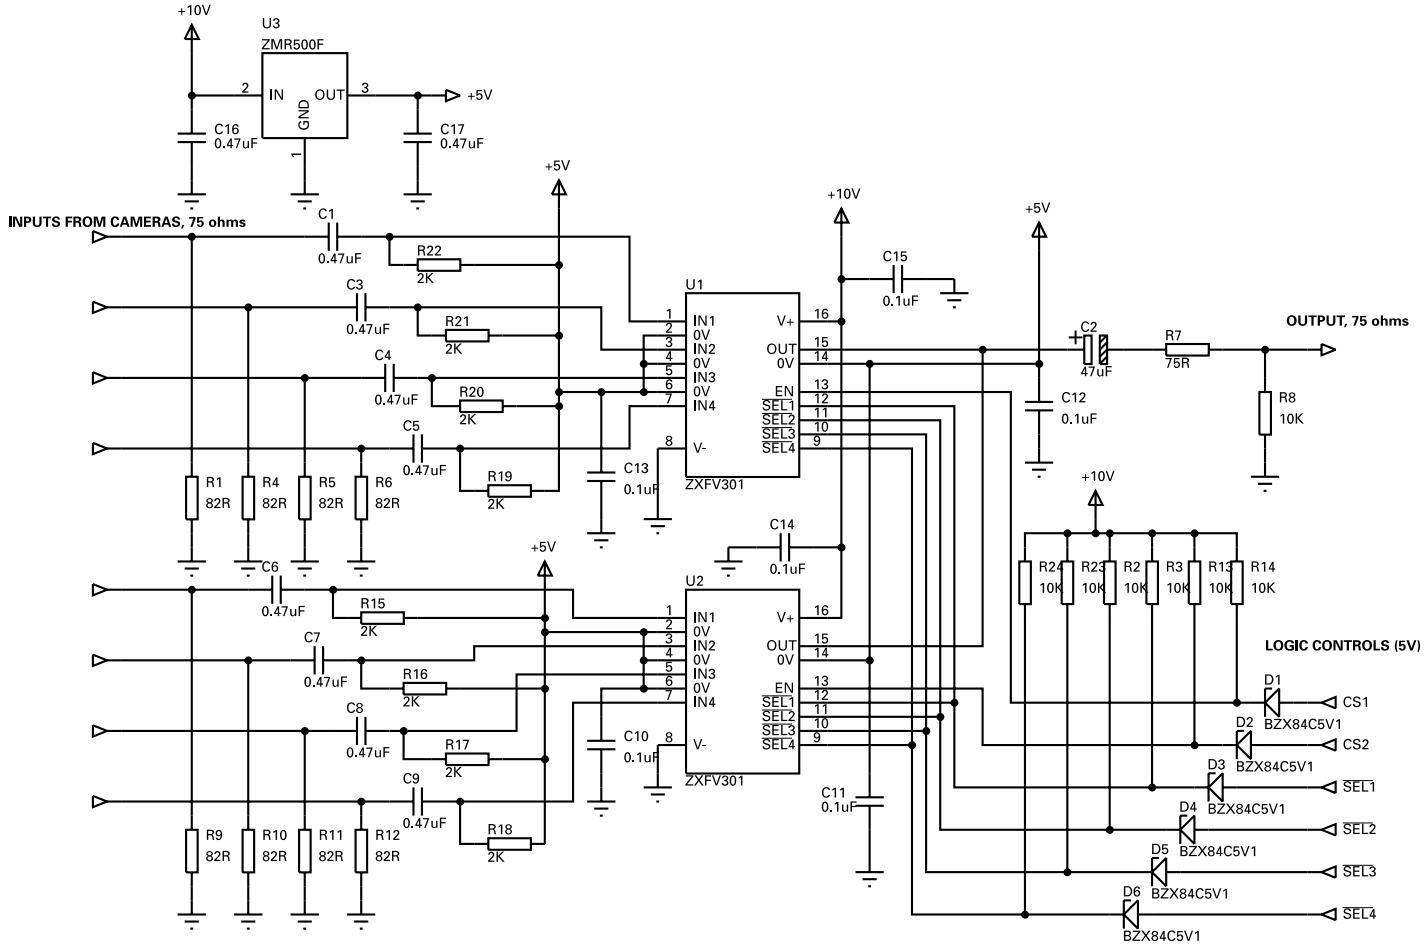 +10V
U3
ZMR500F
2 IN OUT 3
GND
1
+5V
C16
0.47uF
C17
0.47uF
+5V
+10V
+5V
INPUTS FROM CAMERAS, 75 ohms
C1
0.47uF
R22
2K
C3
0.47uF
R21
2K
C4
0.47uF
R20
2K
C5
0.47uF
R19
2K
R1
82R
R4
82R
R5
82R
R6
82R
C13
0.1uF
C15
0.1uF
U1
1 IN1
2 0V
3 IN2
4 0V
5 IN3
6 0V
7 IN4
8 V-
V+ 16
OUT 15
0V 14
EN 13
SEL1 12
SEL2 11
SEL3 10
SEL4 9
ZXFV301
C2
+
47uF
R7
75R
OUTPUT, 75 ohms
R8
10K
C12
0.1uF
C14
0.1uF
+5V
C6
0.47uF
R15
2K
C7
0.47uF
R16
2K
C8
0.47uF
R17
2K
C9
0.47uF
R18
2K
R9
82R
R10
82R
R11
82R
R12
82R
C10
0.1uF
U2
1 IN1
2 0V
3 IN2
4 0V
5 IN3
6 0V
7 IN4
8 V-
V+ 16
OUT 15
0V 14
EN 13
SEL1 12
SEL2 11
SEL3 10
SEL4 9
ZXFV301
C11
0.1uF
+10V
R24
10K
R23
10K
R2
10K
R3
10K
R13
10K
R14
10K
LOGIC CONTROLS (5V)
D1
BZX84C5V1
CS1
D2
BZX84C5V1
CS2
D3
BZX84C5V1
SEL1
D4
BZX84C5V1
SEL2
D5
BZX84C5V1
SEL3
D6
BZX84C5V1
SEL4